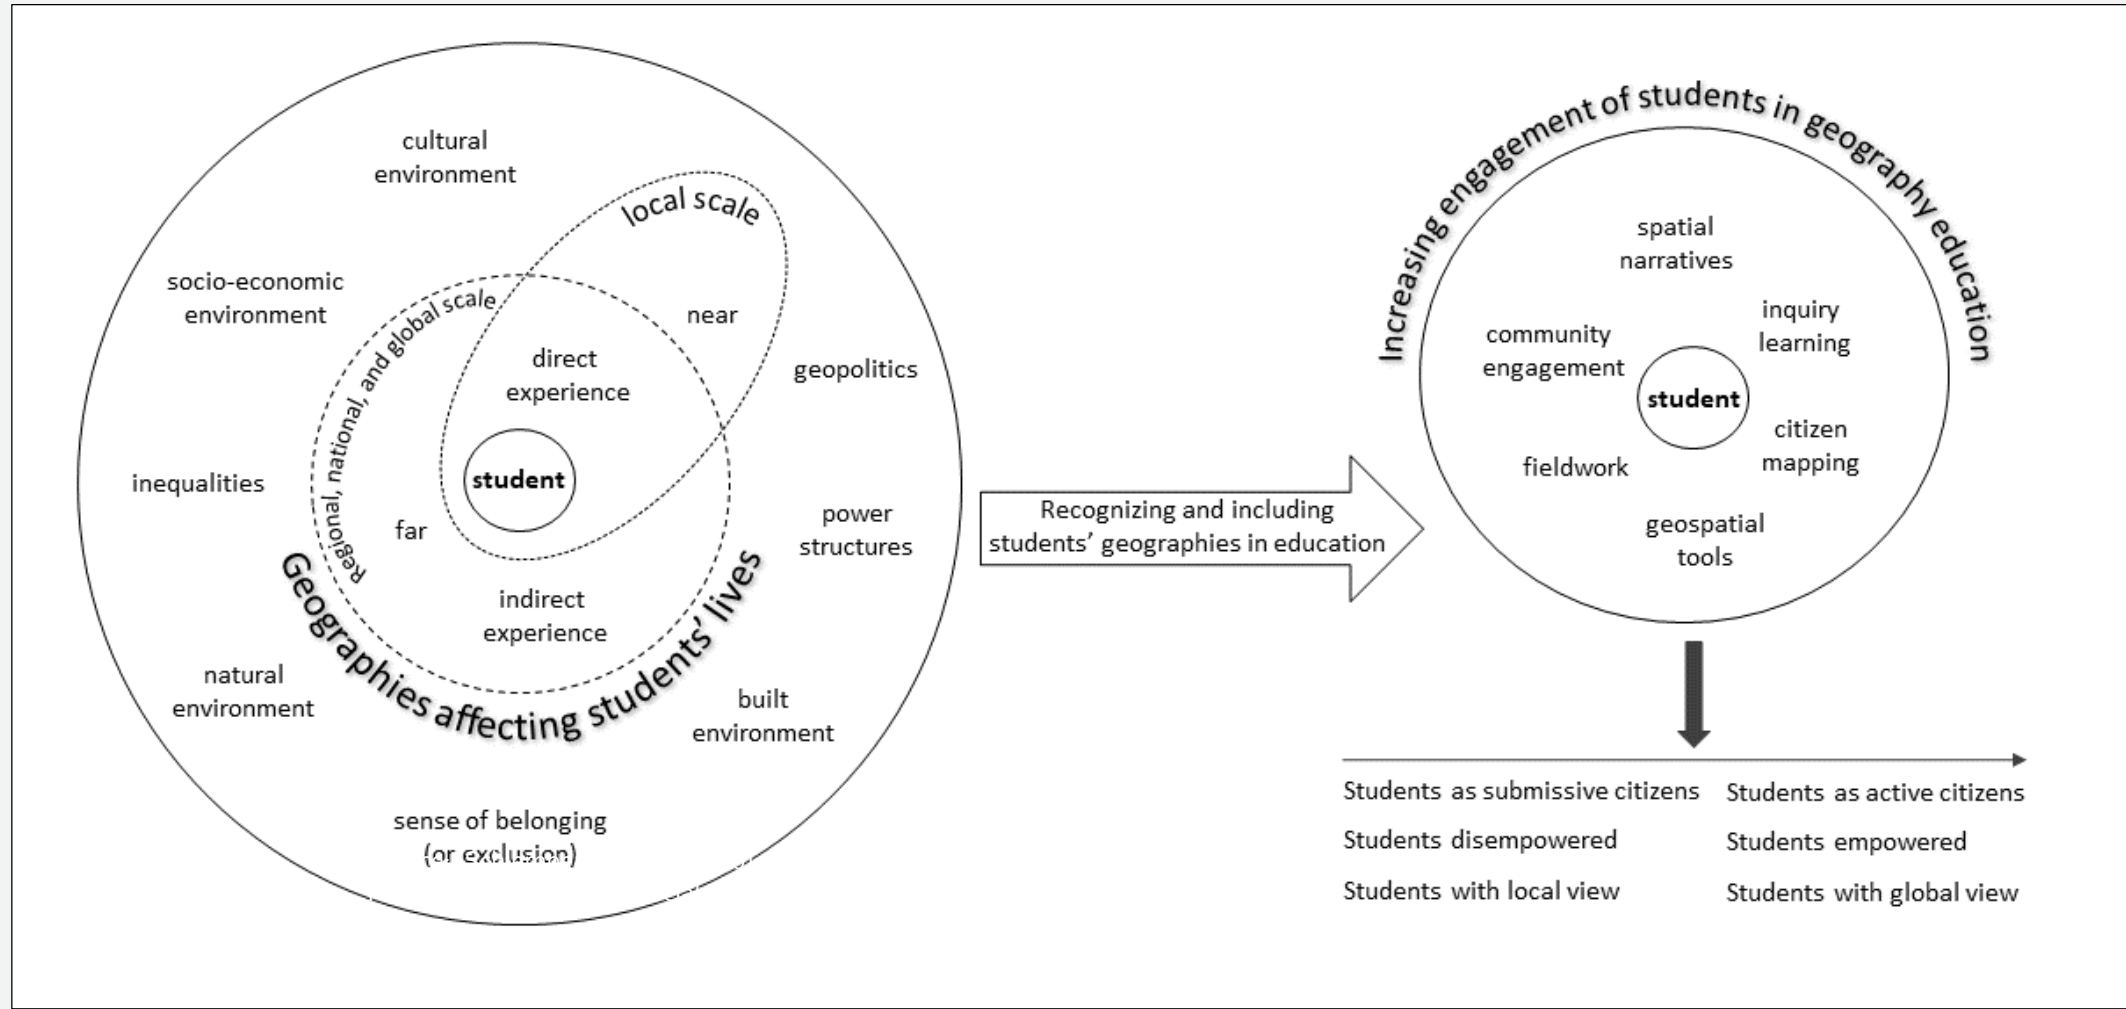 cultural
environment
local scale
socio-economic
environment
Regional, national, and global scale
near
direct
experience
geopolitics
student
inequalities
far
power
structures
indirect
experience
Geographies affecting students’ lives
natural
environment
built
environment
sense of belonging
(or exclusion)
Recognizing and including
students’ geographies in education
Increasing engagement of students in geography education
spatial
narratives
inquiry
learning
community
engagement
student
citizen
mapping
fieldwork
geospatial
tools
Students as submissive citizens
Students as active citizens
Students disempowered
Students empowered
Students with local view
Students with global view